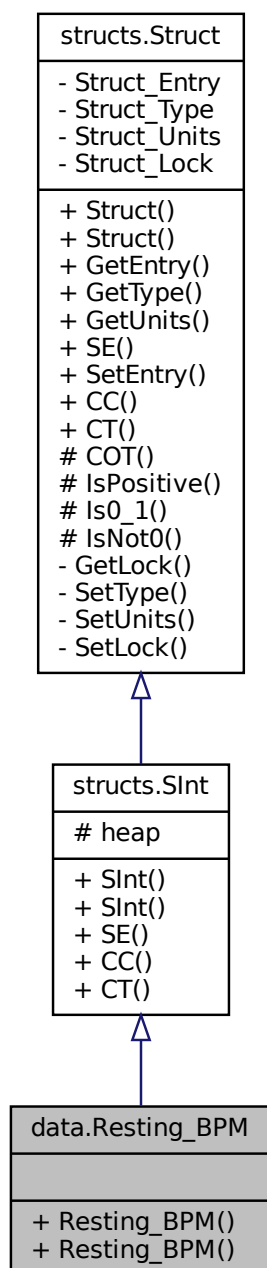 structs.Struct
- Struct_Entry
- Struct_Type
- Struct_Units
- Struct_Lock
+ Struct()
+ Struct()
+ GetEntry()
+ GetType()
+ GetUnits()
+ SE()
+ SetEntry()
+ CC()
+ CT()
# COT()
# IsPositive()
# Is0_1()
# IsNot0()
- GetLock()
- SetType()
- SetUnits()
- SetLock()
structs.SInt
# heap
+ SInt()
+ SInt()
+ SE()
+ CC()
+ CT()
data.Resting_BPM
+ Resting_BPM()
+ Resting_BPM()